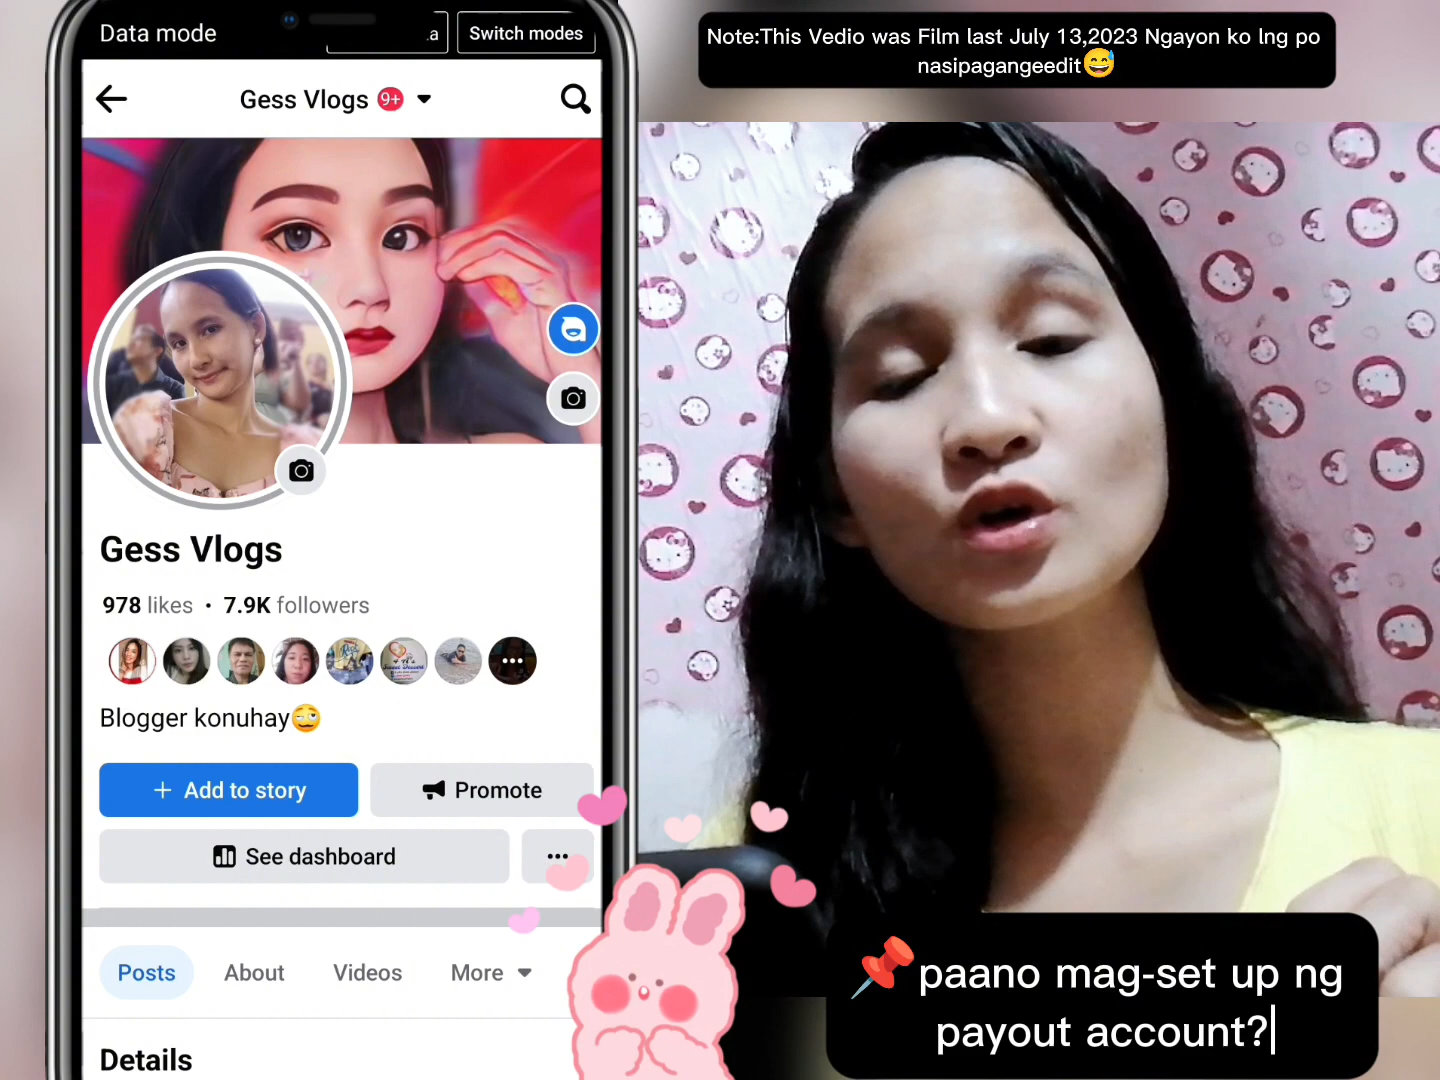 Data mode
a
Switch modes
Gess Vlogs 9+
Gess Vlogs
978 likes • 7.9K followers
Blogger konuhay🙄
+ Add to story
Promote
See dashboard
Posts
About
Videos
More
Details
Note:This Vedio was Film last July 13,2023 Ngayon ko lng po
nasipagangeedit😅
📌paano mag-set up ng
payout account?